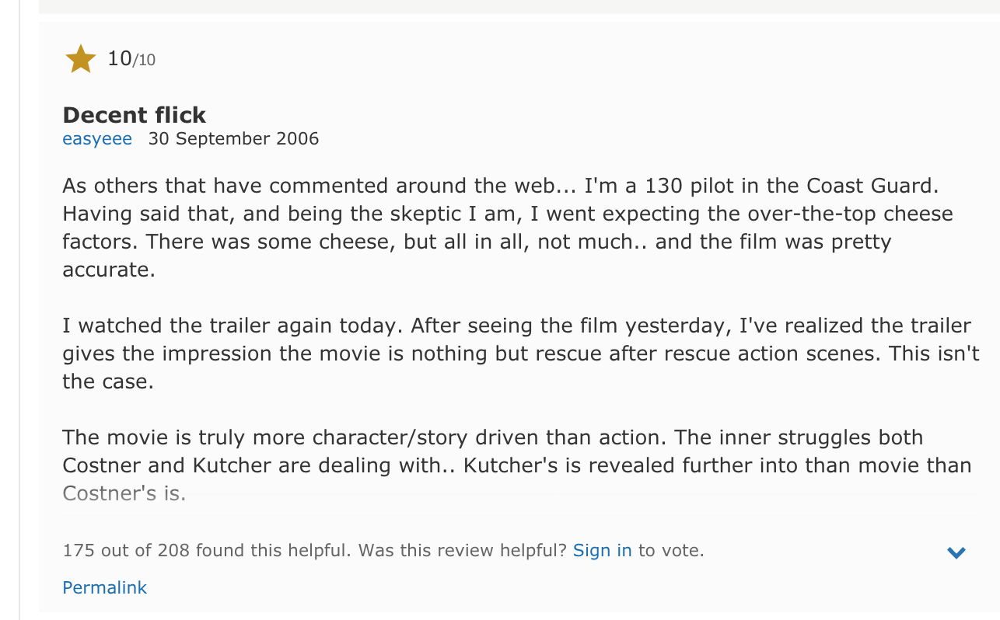 10/10
Decent flick
easyeee 30 September 2006
As others that have commented around the web... I'm a 130 pilot in the Coast Guard.
Having said that, and being the skeptic I am, I went expecting the over-the-top cheese
factors. There was some cheese, but all in all, not much.. and the film was pretty
accurate.
I watched the trailer again today. After seeing the film yesterday, I've realized the trailer
gives the impression the movie is nothing but rescue after rescue action scenes. This isn't
the case.
The movie is truly more character/story driven than action. The inner struggles both
Costner and Kutcher are dealing with.. Kutcher's is revealed further into than movie than
Costner's is.
175 out of 208 found this helpful. Was this review helpful? Sign in to vote.
Permalink